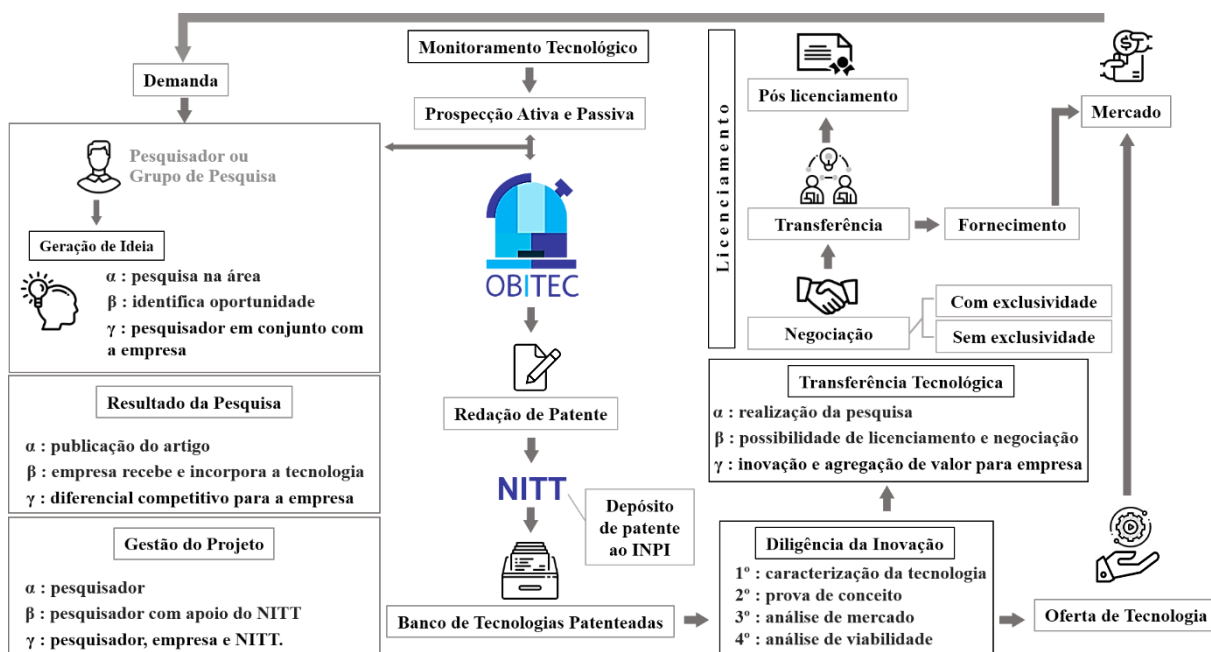 Demanda
Pesquisador ou
Grupo de Pesquisa
Geração de Ideia
α : pesquisa na área
β : identifica oportunidade
γ : pesquisador em conjunto com
a empresa
Resultado da Pesquisa
α : publicação do artigo
β : empresa recebe e incorpora a tecnologia
γ : diferencial competitivo para a empresa
Gestão do Projeto
α : pesquisador
β : pesquisador com apoio do NITT
γ : pesquisador, empresa e NITT.
Monitoramento Tecnológico
Prospecção Ativa e Passiva
OBITEC
Redação de Patente
NITT
Depósito
de patente
ao INPI
Banco de Tecnologias Patenteadas
Licenciamento
Pós licenciamento
Transferência
Fornecimento
Negociação
Com exclusividade
Sem exclusividade
Transferência Tecnológica
α : realização da pesquisa
β : possibilidade de licenciamento e negociação
γ : inovação e agregação de valor para empresa
Diligência da Inovação
1º : caracterização da tecnologia
2º : prova de conceito
3º : análise de mercado
4º : análise de viabilidade
Mercado
Oferta de Tecnologia